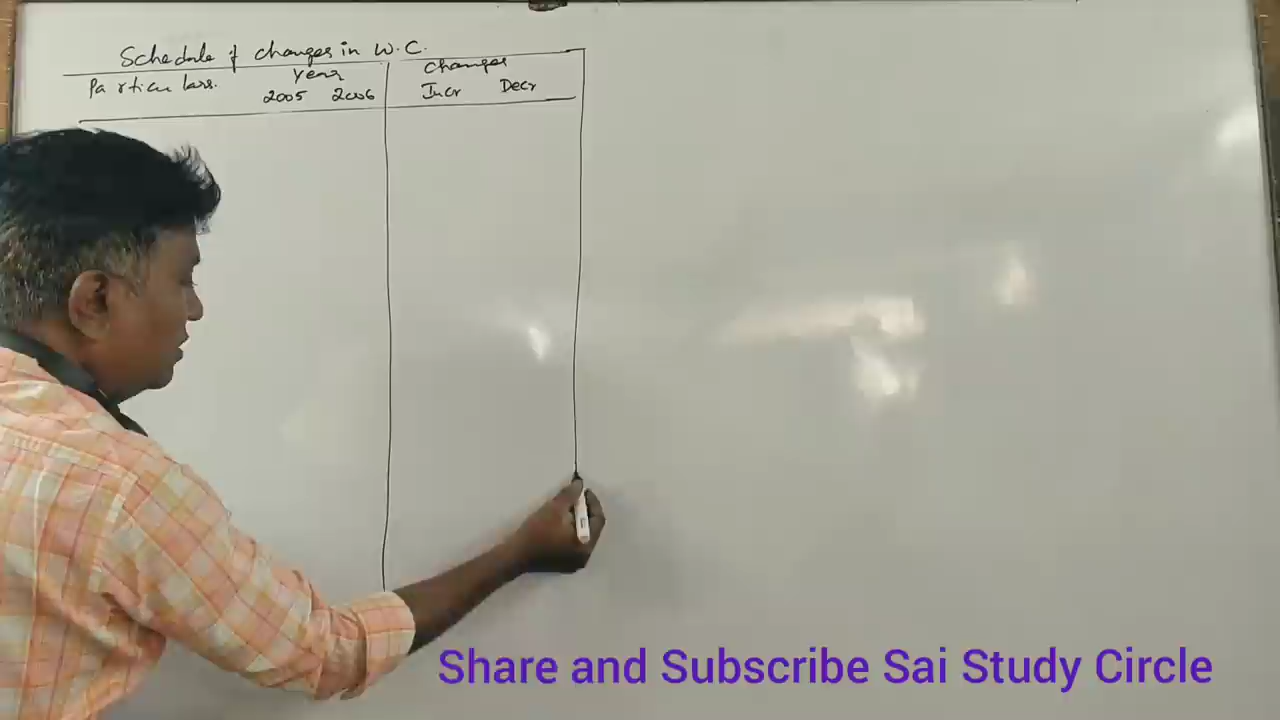 Schedule of changes in W.C.
Particulars. Year Changes
2005 2006 Incr Decr
Share and Subscribe Sai Study Circle